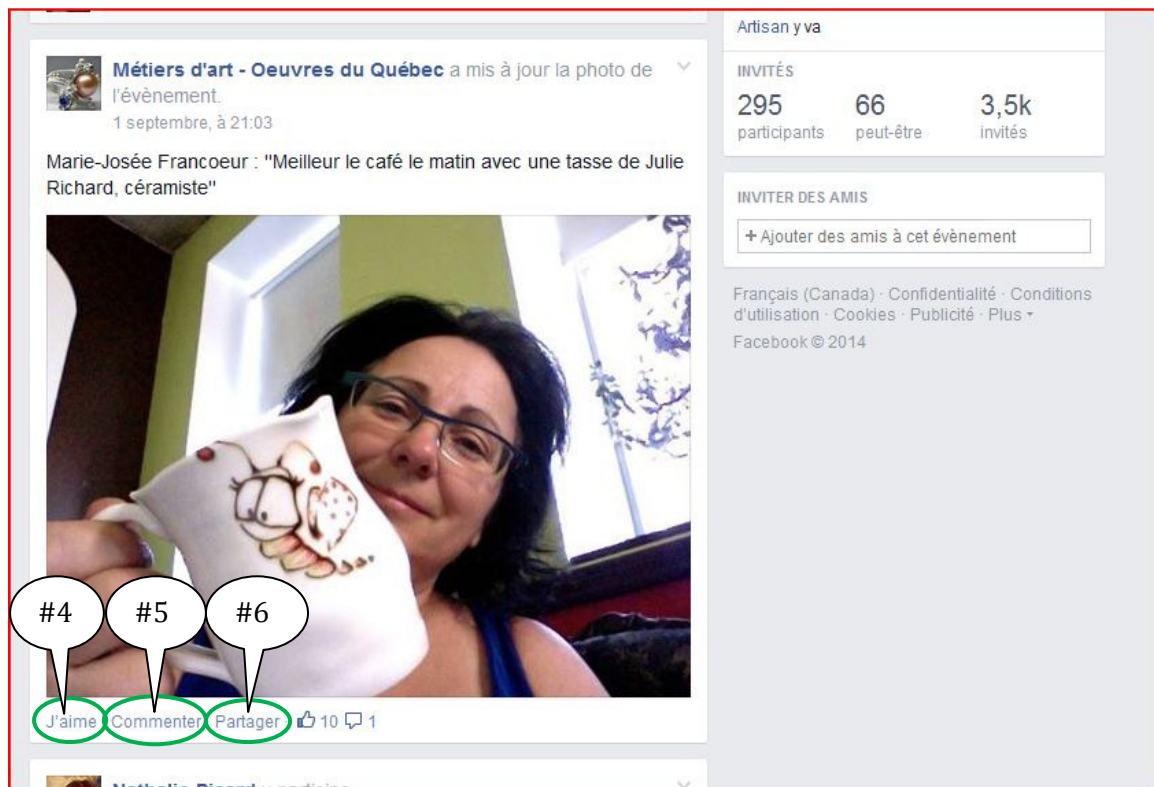 Métiers d'art - Oeuvres du Québec a mis à jour la photo de
l'évènement.
1 septembre, à 21:03
Marie-Josée Francoeur : "Meilleur le café le matin avec une tasse de Julie
Richard, céramiste"
#4 #5 #6
J'aime Commenter Partager 10 1
Nathalie Picard y participe
Artisan y va
INVITÉS
295 66 3,5k
participants peut-être invités
INVITER DES AMIS
+ Ajouter des amis à cet évènement
Français (Canada) · Confidentialité · Conditions
d'utilisation · Cookies · Publicité · Plus
Facebook © 2014